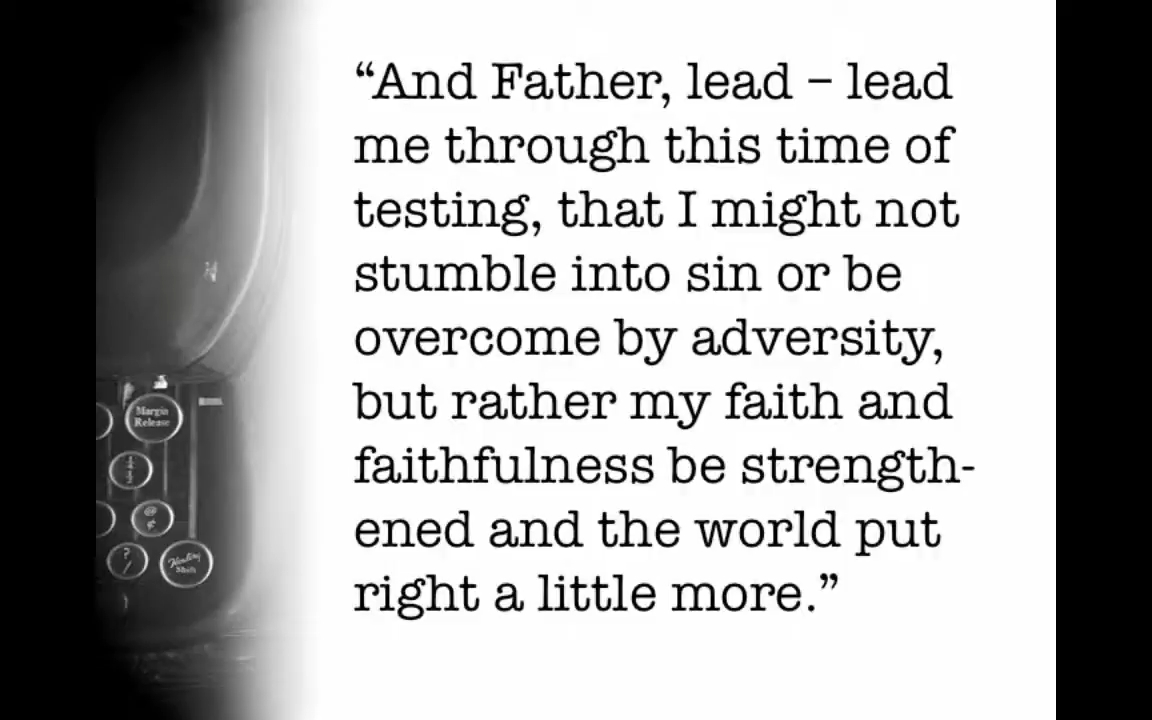 “And Father, lead – lead
me through this time of
testing, that I might not
stumble into sin or be
overcome by adversity,
but rather my faith and
faithfulness be strength-
ened and the world put
right a little more.”
Margin
Release
@
¢
?
/
Shift